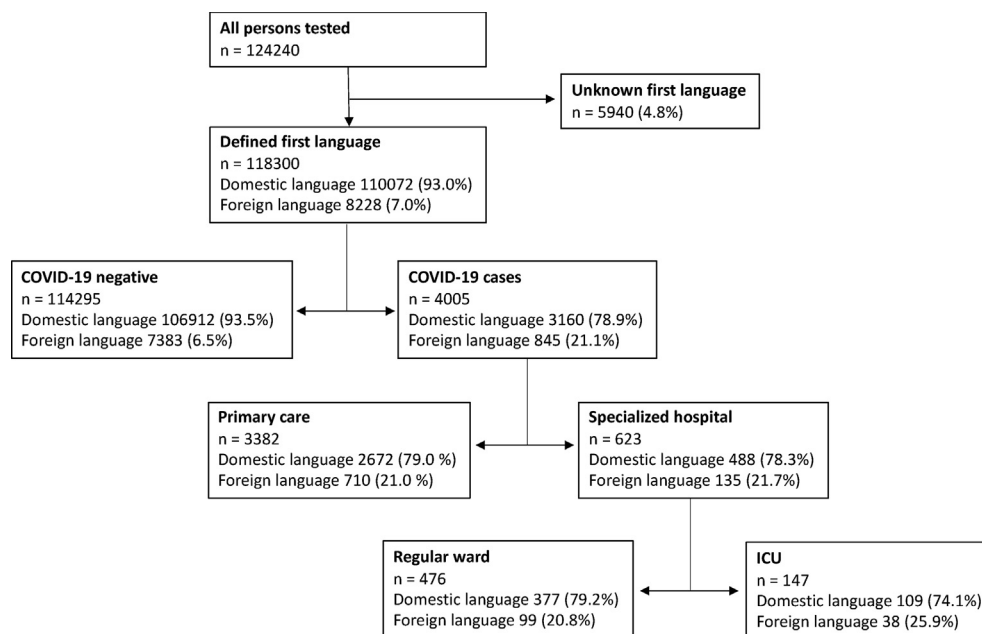 All persons tested
n = 124240
Unknown first language
n = 5940 (4.8%)
Defined first language
n = 118300
Domestic language 110072 (93.0%)
Foreign language 8228 (7.0%)
COVID-19 negative
n = 114295
Domestic language 106912 (93.5%)
Foreign language 7383 (6.5%)
COVID-19 cases
n = 4005
Domestic language 3160 (78.9%)
Foreign language 845 (21.1%)
Primary care
n = 3382
Domestic language 2672 (79.0 %)
Foreign language 710 (21.0 %)
Specialized hospital
n = 623
Domestic language 488 (78.3%)
Foreign language 135 (21.7%)
Regular ward
n = 476
Domestic language 377 (79.2%)
Foreign language 99 (20.8%)
ICU
n = 147
Domestic language 109 (74.1%)
Foreign language 38 (25.9%)